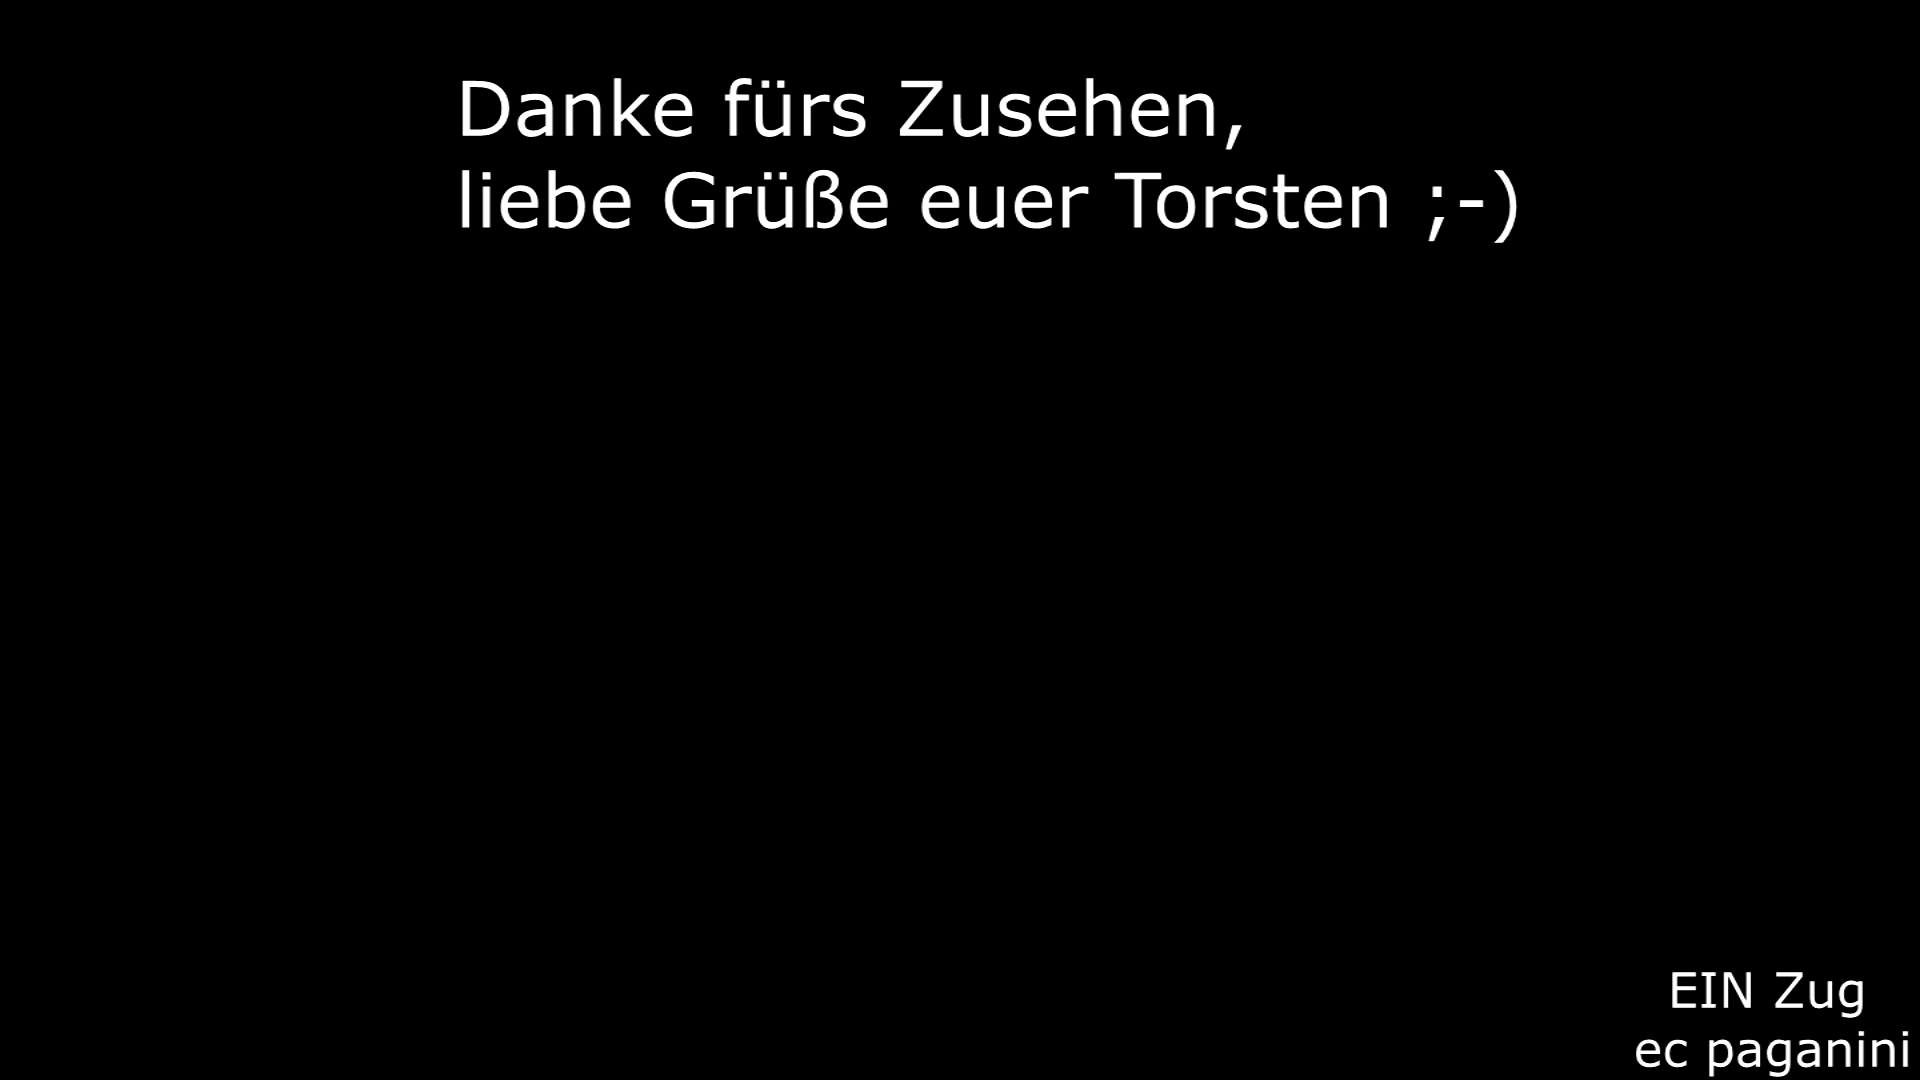 Danke fürs Zusehen,
liebe Grüße euer Torsten ;-)
EIN Zug
ec paganini